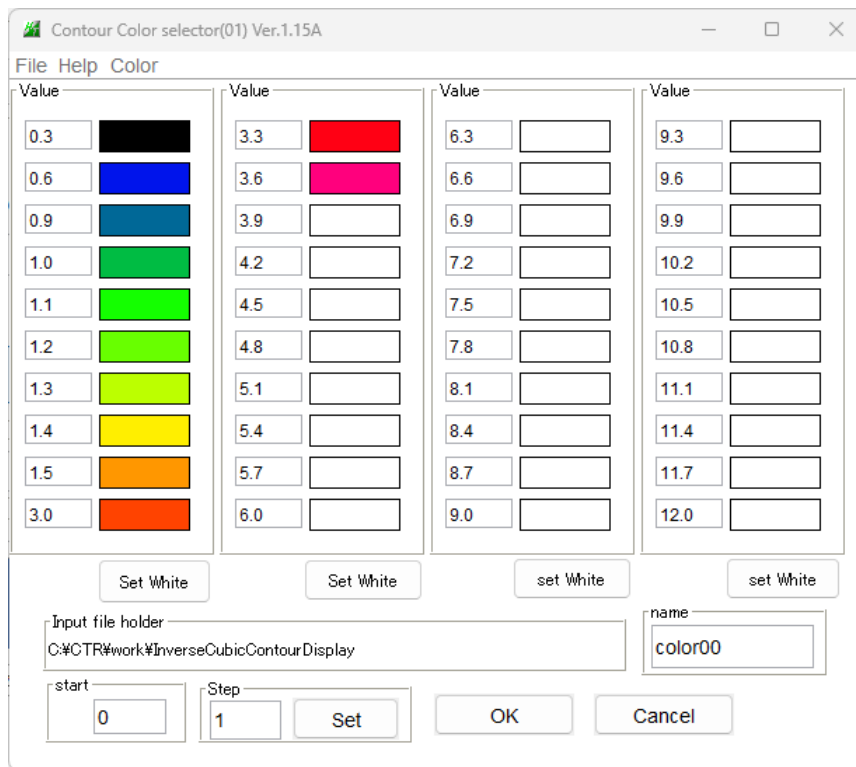 Contour Color selector(01) Ver.1.15A
File Help Color
Value Value Value Value
0.3 3.3 6.3 9.3
0.6 3.6 6.6 9.6
0.9 3.9 6.9 9.9
1.0 4.2 7.2 10.2
1.1 4.5 7.5 10.5
1.2 4.8 7.8 10.8
1.3 5.1 8.1 11.1
1.4 5.4 8.4 11.4
1.5 5.7 8.7 11.7
3.0 6.0 9.0 12.0
Set White Set White set White set White
Input file holder name
C:¥CTR¥work¥InverseCubicContourDisplay color00
start Step
0 1 Set OK Cancel